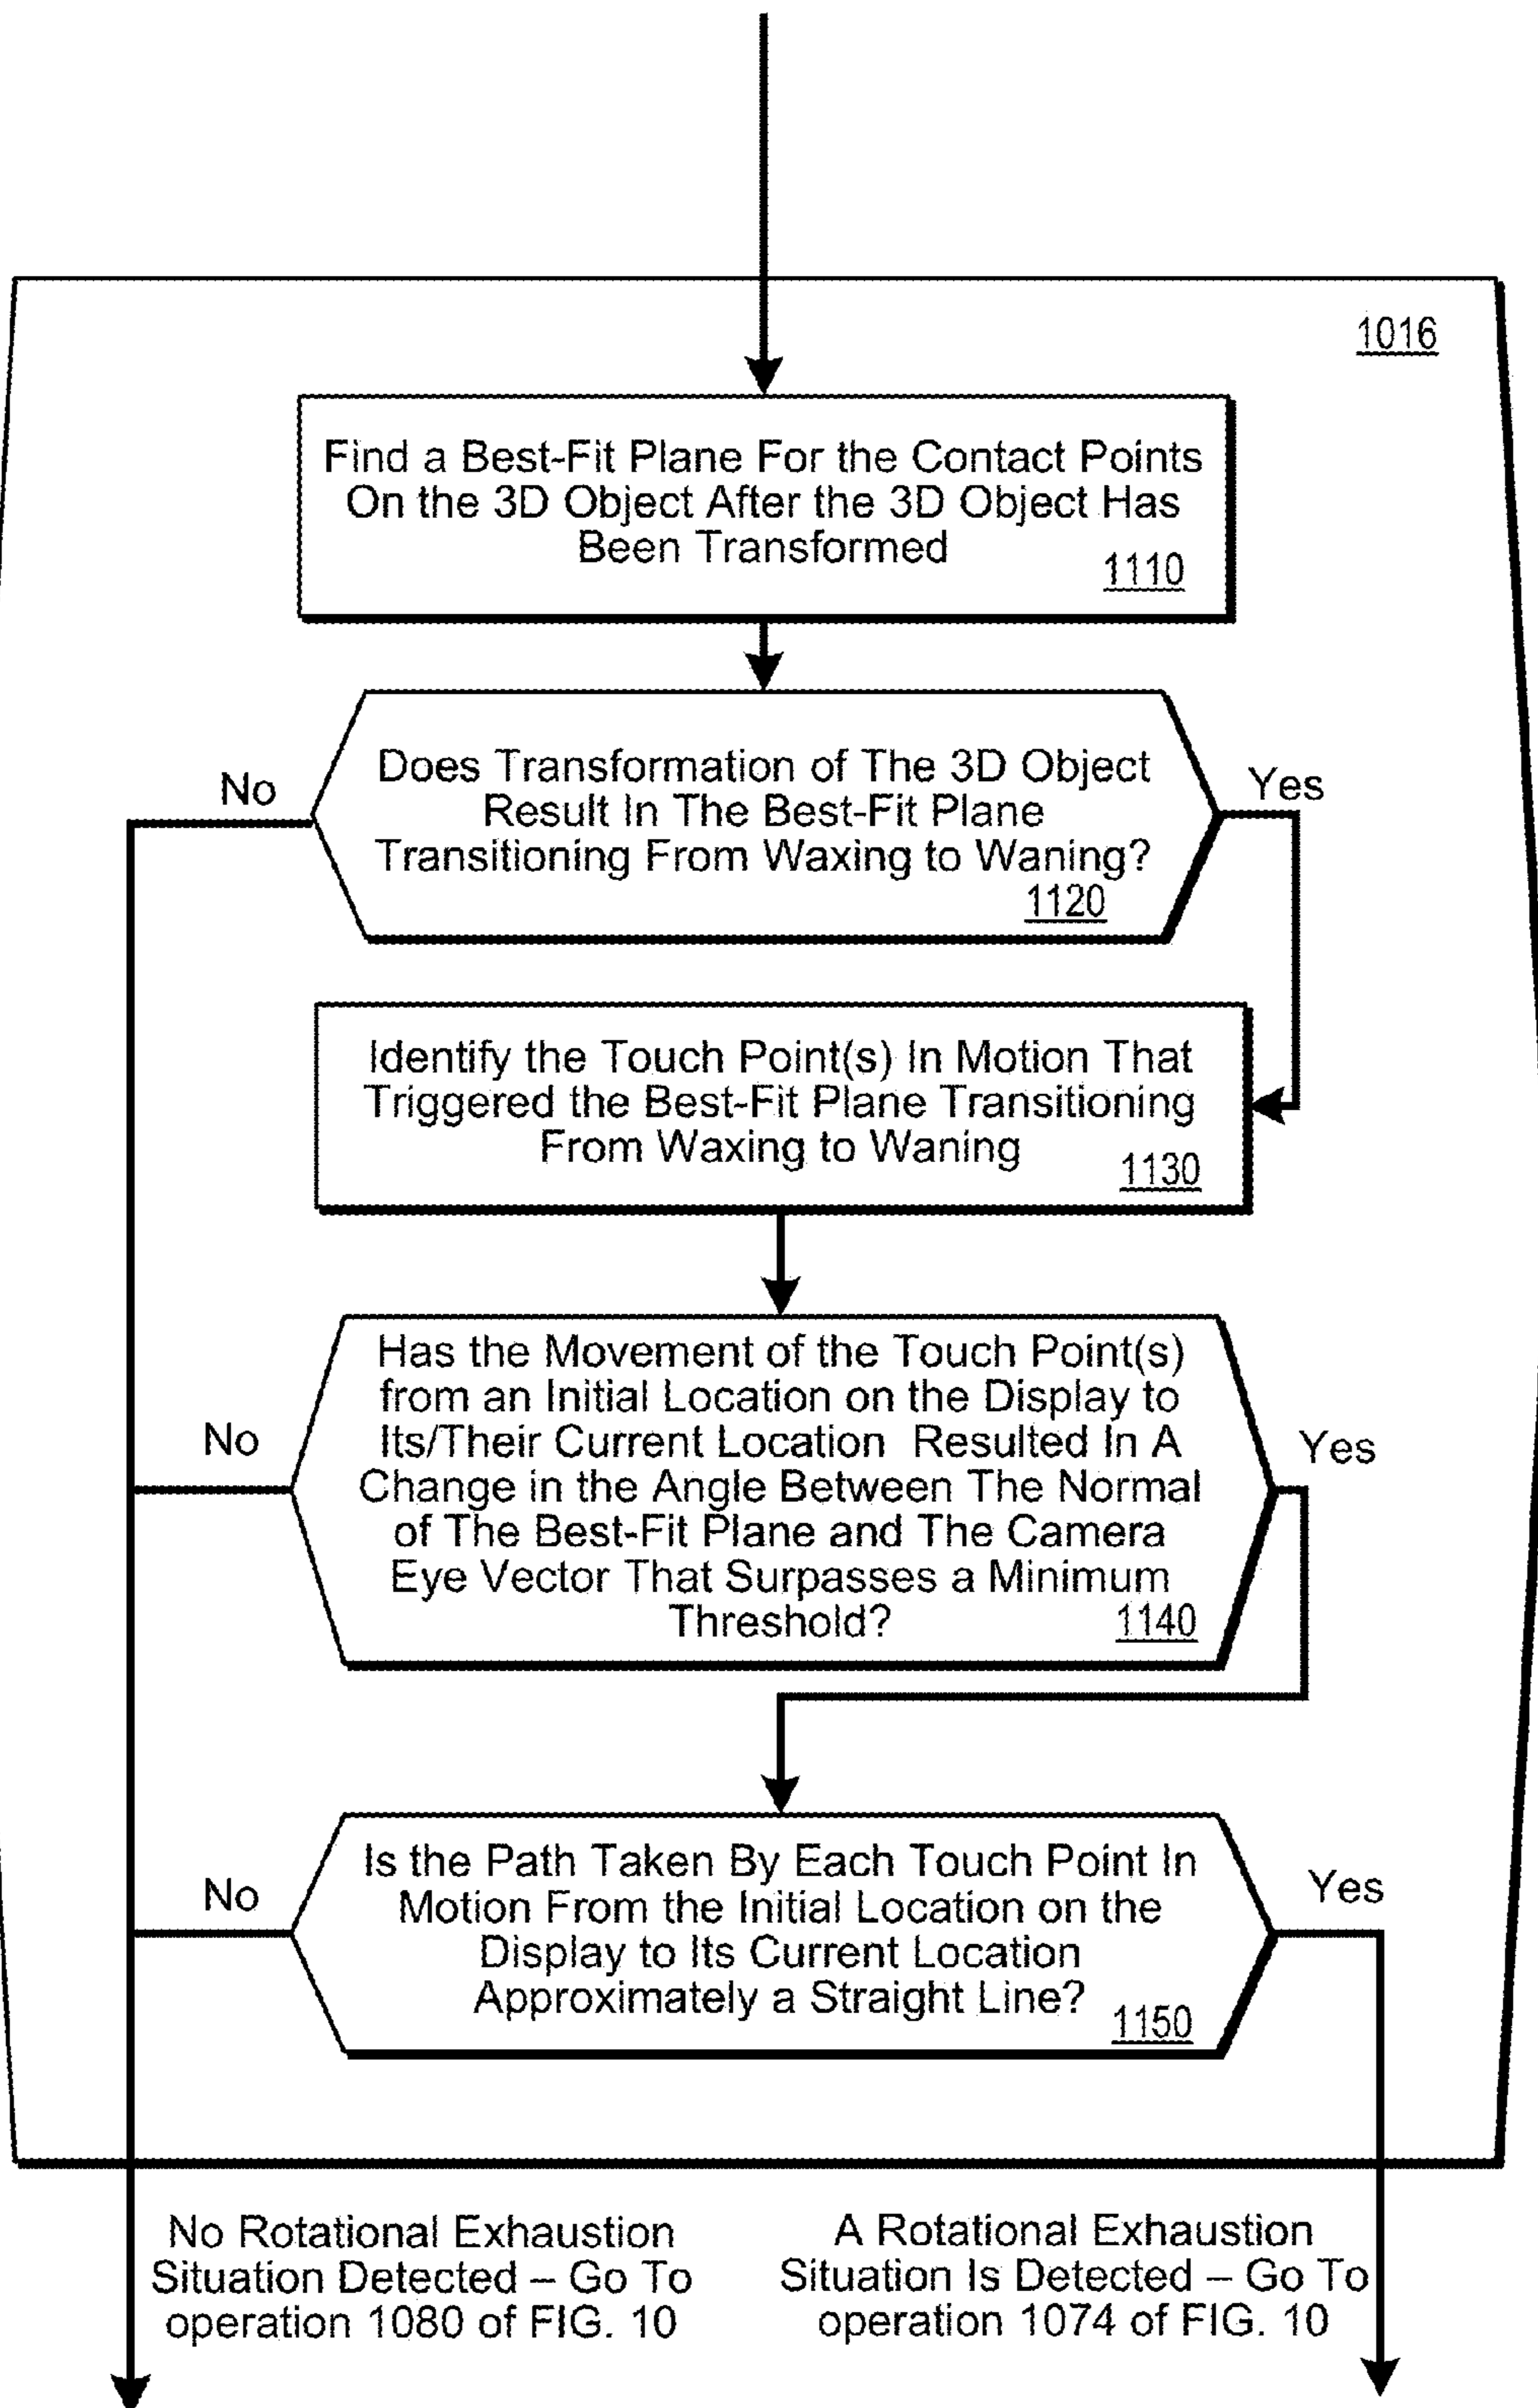 1016
Find a Best-Fit Plane For the Contact Points
On the 3D Object After the 3D Object Has
Been Transformed
1110
Does Transformation of The 3D Object
Result In The Best-Fit Plane
Transitioning From Waxing to Waning?
1120
No
Yes
Identify the Touch Point(s) In Motion That
Triggered the Best-Fit Plane Transitioning
From Waxing to Waning
1130
Has the Movement of the Touch Point(s)
from an Initial Location on the Display to
Its/Their Current Location Resulted In A
Change in the Angle Between The Normal
of The Best-Fit Plane and The Camera
Eye Vector That Surpasses a Minimum
Threshold?
1140
No
Yes
Is the Path Taken By Each Touch Point In
Motion From the Initial Location on the
Display to Its Current Location
Approximately a Straight Line?
1150
No
Yes
No Rotational Exhaustion
Situation Detected – Go To
operation 1080 of FIG. 10
A Rotational Exhaustion
Situation Is Detected – Go To
operation 1074 of FIG. 10